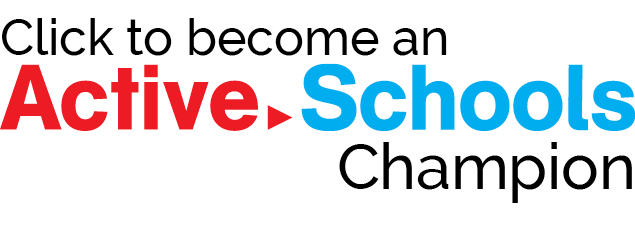 Click to become an
Active Schools
Champion